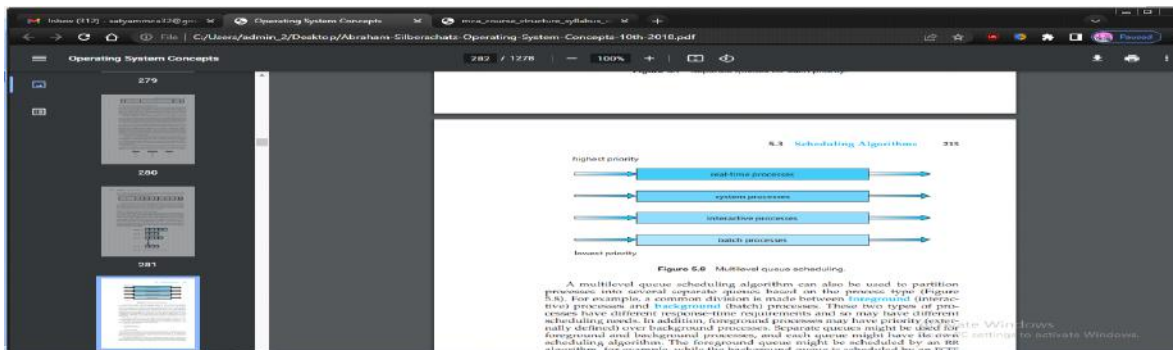 Operating System Concepts
File
C:/Users/admin_2/Desktop/Abraham-Silberschatz-Operating-System-Concepts-10th-2018.pdf
Paused
Operating System Concepts
282 / 1278
100%
279
280
281
5.3 Scheduling Algorithms 215
highest priority
real-time processes
system processes
interactive processes
batch processes
lowest priority
Figure 5.8 Multilevel queue scheduling.
A multilevel queue scheduling algorithm can also be used to partition
processes into several separate queues based on the process type (Figure
5.8). For example, a common division is made between foreground (interac-
tive) processes and background (batch) processes. These two types of pro-
cesses have different response-time requirements and so may have different
scheduling needs. In addition, foreground processes may have priority (exter-
nally defined) over background processes. Separate queues might be used for
foreground and background processes, and each queue might have its own
scheduling algorithm. The foreground queue might be scheduled by an RR
Windows
settings to activate Windows.